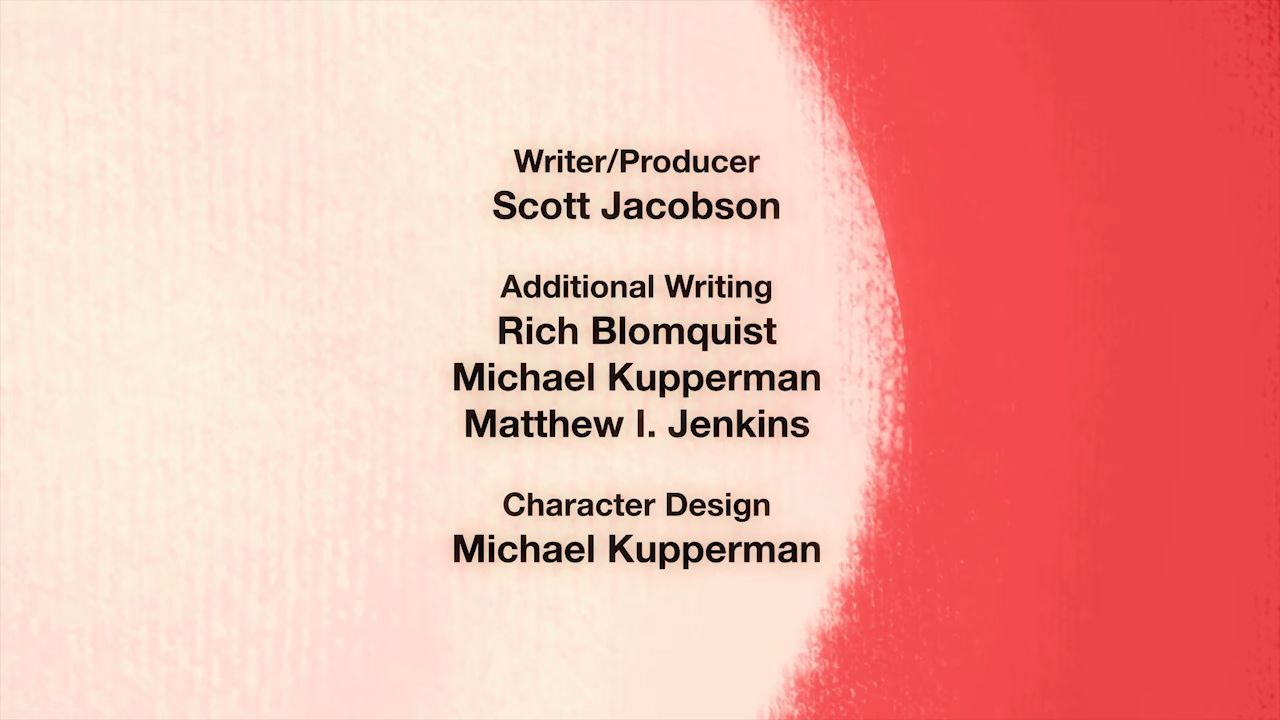 Writer/Producer
Scott Jacobson
Additional Writing
Rich Blomquist
Michael Kupperman
Matthew I. Jenkins
Character Design
Michael Kupperman